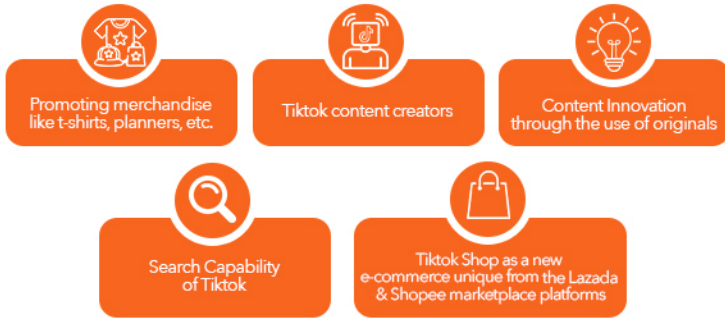 Promoting merchandise
like t-shirts, planners, etc.
Tiktok content creators
Content Innovation
through the use of originals
Search Capability
of Tiktok
Tiktok Shop as a new
e-commerce unique from the Lazada
& Shopee marketplace platforms